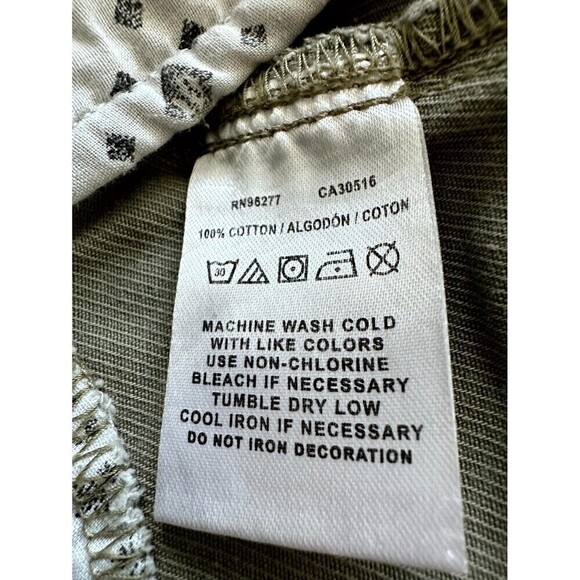 RN96277 CA30516
100% COTTON / ALGODÓN / COTON
30
MACHINE WASH COLD
WITH LIKE COLORS
USE NON-CHLORINE
BLEACH IF NECESSARY
TUMBLE DRY LOW
COOL IRON IF NECESSARY
DO NOT IRON DECORATION